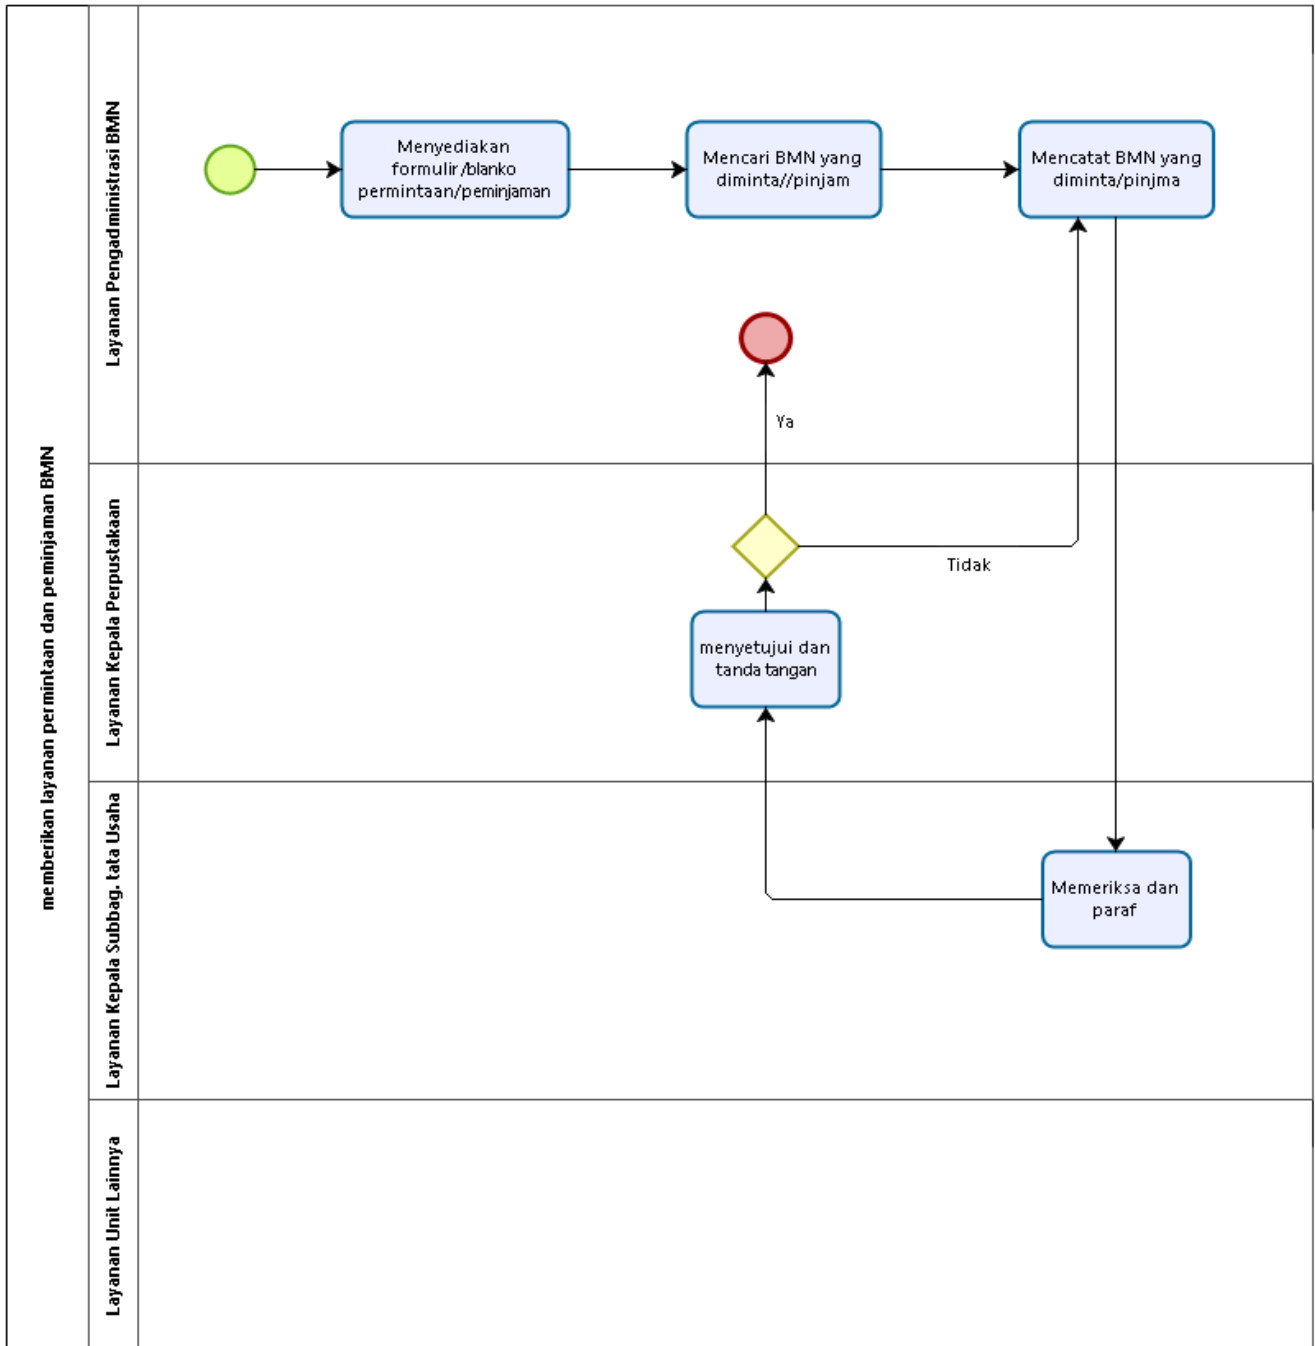 memberikan layanan permintaan dan peminjaman BMN
Layanan Pengadministrasi BMN
Menyediakan
formulir/blanko
permintaan/peminjaman
Mencari BMN yang
diminta//pinjam
Mencatat BMN yang
diminta/pinjma
Ya
Layanan Kepala Perpustakaan
Tidak
menyetujui dan
tanda tangan
Layanan Kepala Subbag. tata Usaha
Memeriksa dan
paraf
Layanan Unit Lainnya